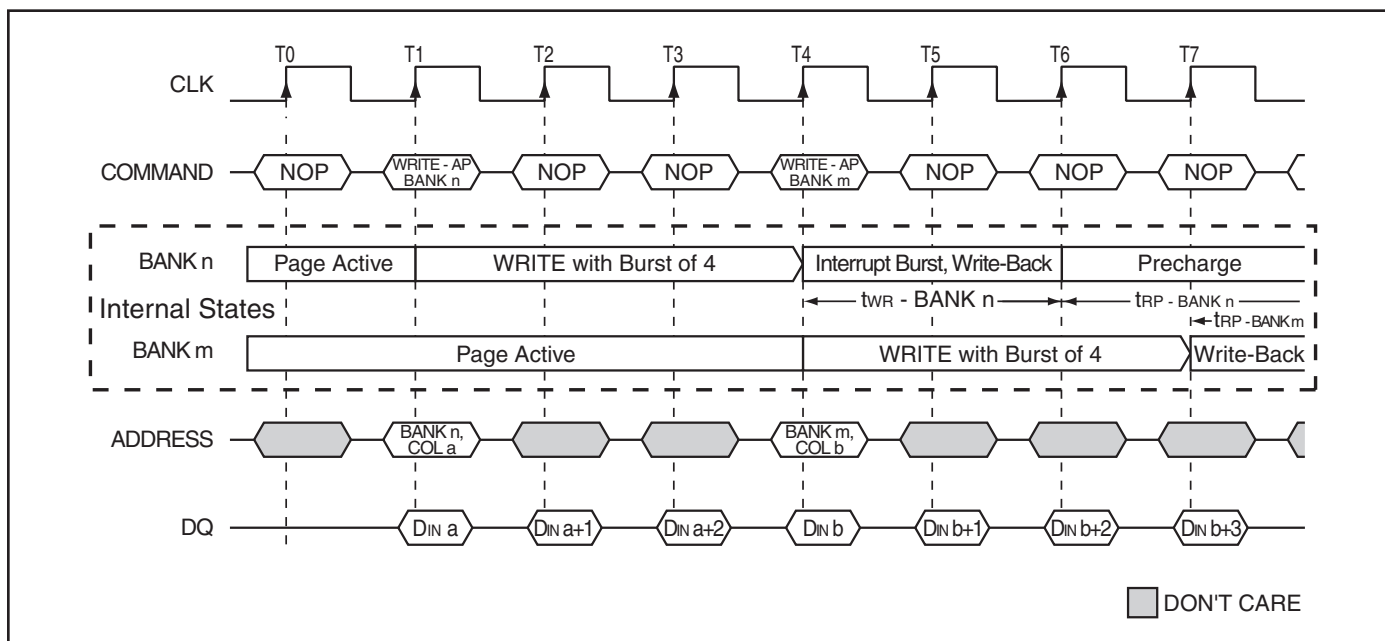 T0 T1 T2 T3 T4 T5 T6 T7
CLK
COMMAND NOP WRITE - AP BANK n NOP NOP WRITE - AP BANK m NOP NOP NOP
BANK n Page Active WRITE with Burst of 4 Interrupt Burst, Write-Back Precharge
tWR - BANK n tRP - BANK n
Internal States
tRP - BANK m
BANK m Page Active WRITE with Burst of 4 Write-Back
ADDRESS BANK n, COL a BANK m, COL b
DQ DIN a DIN a+1 DIN a+2 DIN b DIN b+1 DIN b+2 DIN b+3
DON'T CARE